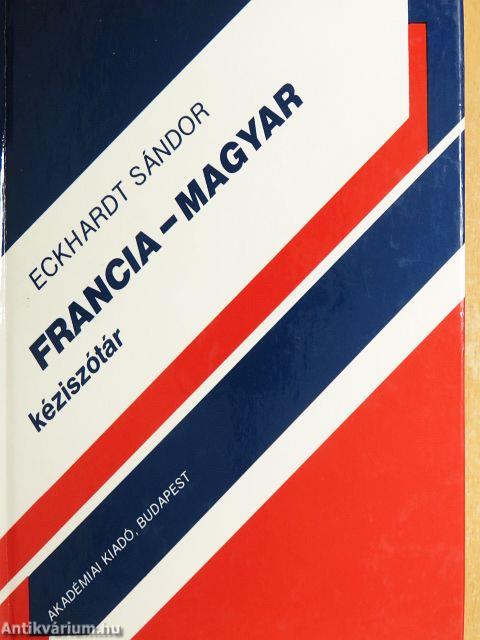 ECKHARDT SÁNDOR
FRANCIA – MAGYAR
kéziszótár
AKADÉMIAI KIADÓ, BUDAPEST
Antikvárium.hu